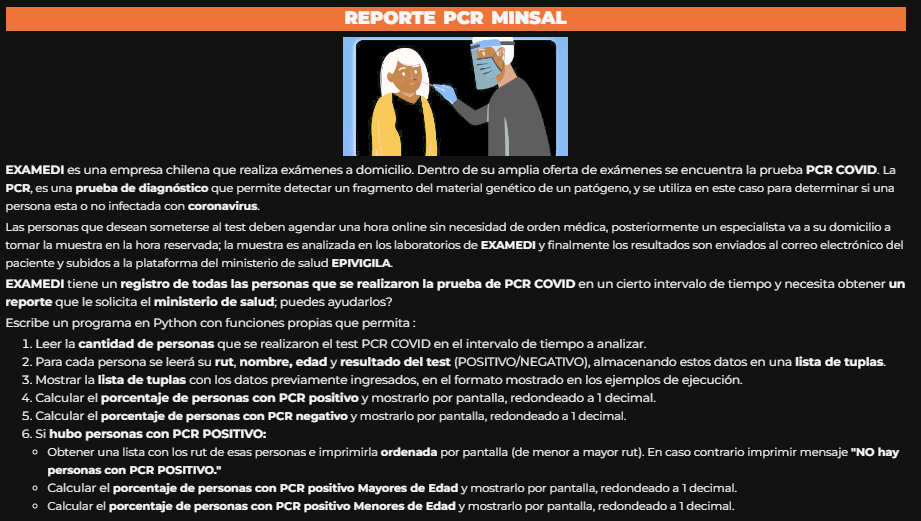 REPORTE PCR MINSAL
EXAMEDI es una empresa chilena que realiza exámenes a domicilio. Dentro de su amplia oferta de exámenes se encuentra la prueba PCR COVID. La
PCR, es una prueba de diagnóstico que permite detectar un fragmento del material genético de un patógeno, y se utiliza en este caso para determinar si una
persona esta o no infectada con coronavirus.
Las personas que desean someterse al test deben agendar una hora online sin necesidad de orden médica, posteriormente un especialista va a su domicilio a
tomar la muestra en la hora reservada; la muestra es analizada en los laboratorios de EXAMEDI y finalmente los resultados son enviados al correo electrónico del
paciente y subidos a la plataforma del ministerio de salud EPIVIGILA.
EXAMEDI tiene un registro de todas las personas que se realizaron la prueba de PCR COVID en un cierto intervalo de tiempo y necesita obtener un
reporte que le solicita el ministerio de salud; puedes ayudarlos?
Escribe un programa en Python con funciones propias que permita :
1. Leer la cantidad de personas que se realizaron el test PCR COVID en el intervalo de tiempo a analizar.
2. Para cada persona se leerá su rut, nombre, edad y resultado del test (POSITIVO/NEGATIVO), almacenando estos datos en una lista de tuplas.
3. Mostrar la lista de tuplas con los datos previamente ingresados, en el formato mostrado en los ejemplos de ejecución.
4. Calcular el porcentaje de personas con PCR positivo y mostrarlo por pantalla, redondeado a 1 decimal.
5. Calcular el porcentaje de personas con PCR negativo y mostrarlo por pantalla, redondeado a 1 decimal.
6. Si hubo personas con PCR POSITIVO:
Obtener una lista con los rut de esas personas e imprimirla ordenada por pantalla (de menor a mayor rut). En caso contrario imprimir mensaje "NO hay
personas con PCR POSITIVO."
Calcular el porcentaje de personas con PCR positivo Mayores de Edad y mostrarlo por pantalla, redondeado a 1 decimal.
Calcular el porcentaje de personas con PCR positivo Menores de Edad y mostrarlo por pantalla, redondeado a 1 decimal.